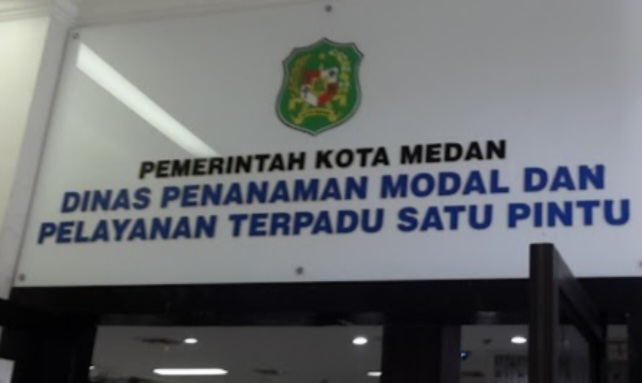 PEMERINTAH KOTA MEDAN
DINAS PENANAMAN MODAL DAN
PELAYANAN TERPADU SATU PINTU